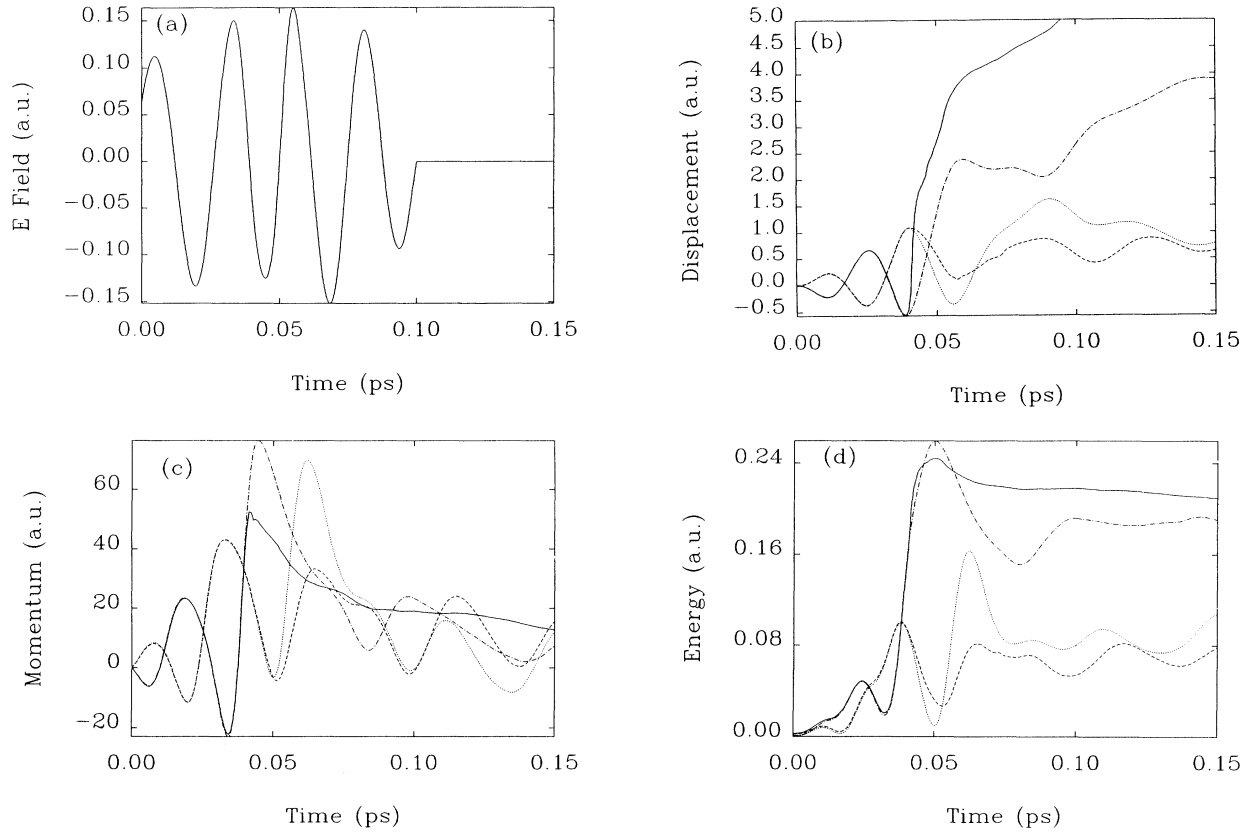 (a)
E Field (a.u.)
0.15
0.10
0.05
0.00
−0.05
−0.10
−0.15
0.00 0.05 0.10 0.15
Time (ps)
(b)
Displacement (a.u.)
5.0
4.5
4.0
3.5
3.0
2.5
2.0
1.5
1.0
0.5
0.0
−0.5
0.00 0.05 0.10 0.15
Time (ps)
(c)
Momentum (a.u.)
60
40
20
0
−20
0.00 0.05 0.10 0.15
Time (ps)
(d)
Energy (a.u.)
0.24
0.16
0.08
0.00
0.00 0.05 0.10 0.15
Time (ps)